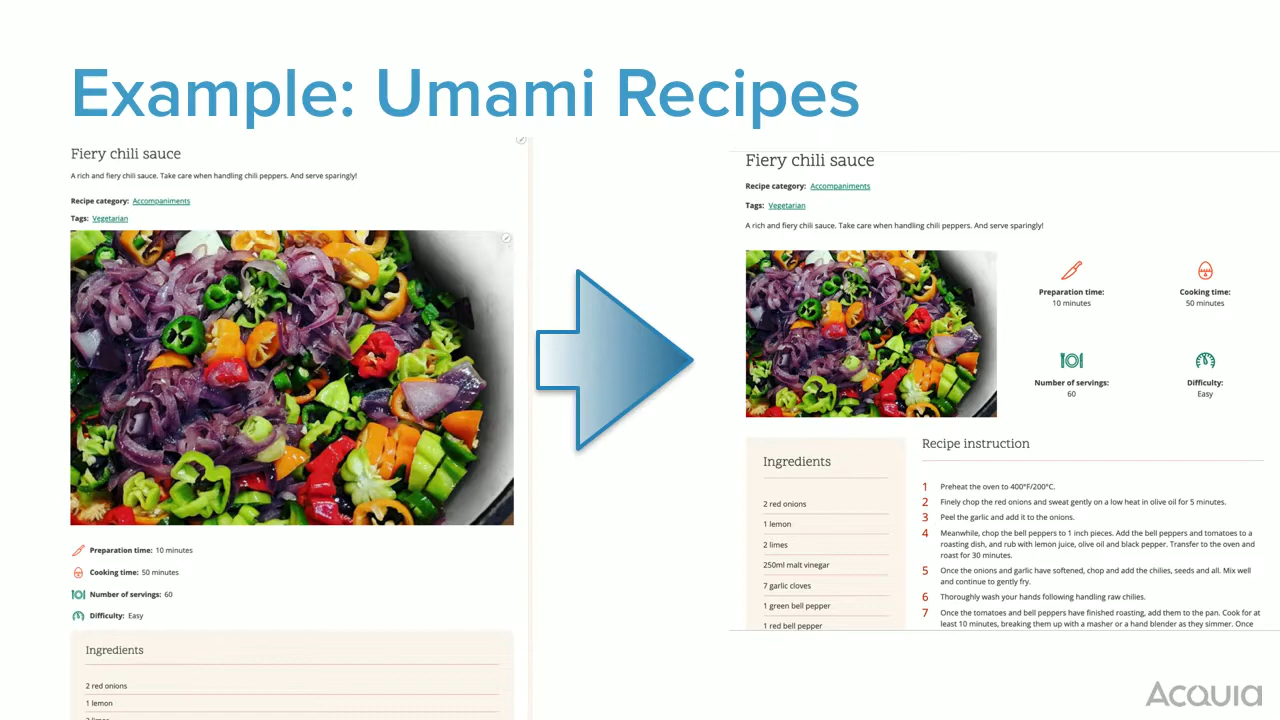 Example: Umami Recipes
Fiery chili sauce
A rich and fiery chili sauce. Take care when handling chili peppers. And serve sparingly!
Recipe category: Accompaniments
Tags: Vegetarian
Preparation time: 10 minutes
Cooking time: 50 minutes
Number of servings: 60
Difficulty: Easy
Ingredients
2 red onions
1 lemon
Fiery chili sauce
Recipe category: Accompaniments
Tags: Vegetarian
A rich and fiery chili sauce. Take care when handling chili peppers. And serve sparingly!
Preparation time:
10 minutes
Cooking time:
50 minutes
Number of servings:
60
Difficulty:
Easy
Ingredients
2 red onions
1 lemon
2 limes
250ml malt vinegar
7 garlic cloves
1 green bell pepper
1 red bell pepper
Recipe instruction
1 Preheat the oven to 400°F/200°C.
2 Finely chop the red onions and sweat gently on a low heat in olive oil for 5 minutes.
3 Peel the garlic and add it to the onions.
4 Meanwhile, chop the bell peppers to 1 inch pieces. Add the bell peppers and tomatoes to a
roasting dish, and rub with lemon juice, olive oil and black pepper. Transfer to the oven and
roast for 30 minutes.
5 Once the onions and garlic have softened, chop and add the chilies, seeds and all. Mix well
and continue to gently fry.
6 Thoroughly wash your hands following handling raw chilies.
7 Once the tomatoes and bell peppers have finished roasting, add them to the pan. Cook for at
least 10 minutes, breaking them up with a masher or a hand blender as they simmer. Once
Acquia